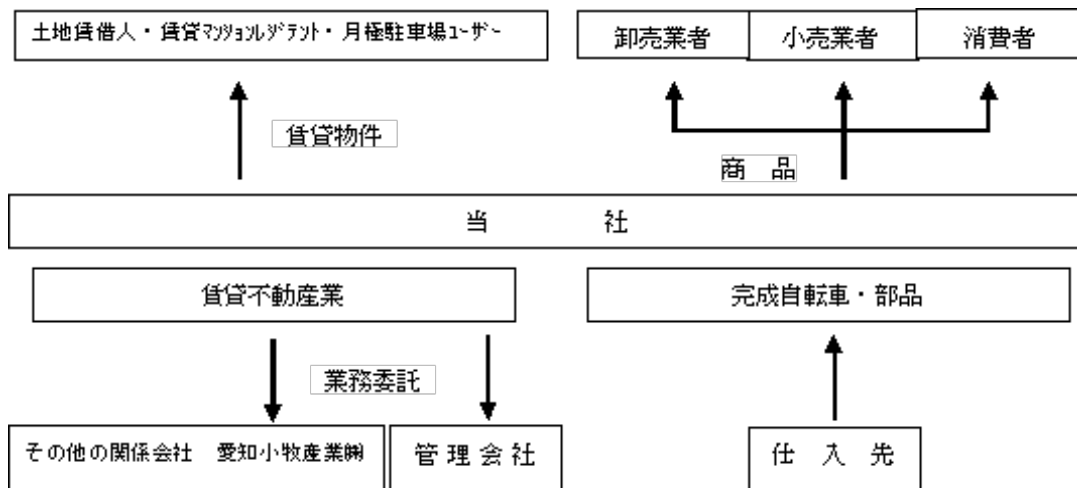 土地賃借人・賃貸ﾏﾝｼｮﾝﾚｼﾞﾃﾞﾝﾄ・月極駐車場ﾕｰｻﾞｰ
卸売業者 小売業者 消費者
賃貸物件
商 品
当 社
賃貸不動産業 完成自転車・部品
業務委託
その他の関係会社 愛知小牧産業㈱ 管理会社 仕 入 先